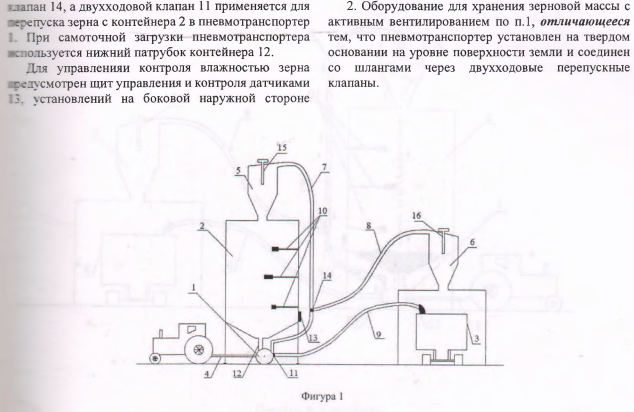 клапан 14, а двухходовой клапан 11 применяется для
перепуска зерна с контейнера 2 в пневмотранспортер
1. При самоточной загрузки пневмотранспортера
используется нижний патрубок контейнера 12.
Для управленияи контроля влажностью зерна
предусмотрен щит управления и контроля датчиками
13, установлений на боковой наружной стороне
2. Оборудование для хранения зерновой массы с
активным вентилированием по п.1, отличающееся
тем, что пневмотранспортер установлен на твердом
основании на уровне поверхности земли и соединен
со шлангами через двухходовые перепускные
клапаны.
15
5
7
2
10
8
16
6
1
14
13
9
3
4
12
11
Фигура 1